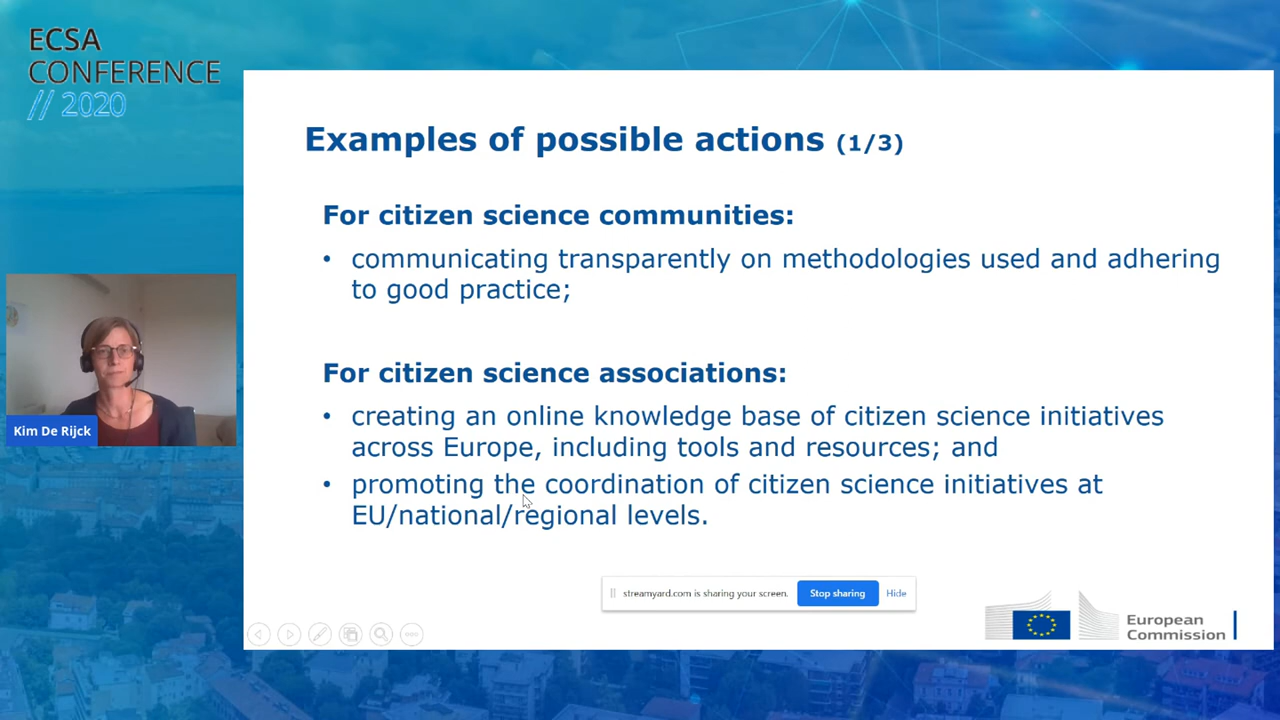 ECSA
CONFERENCE
// 2020
Examples of possible actions (1/3)
For citizen science communities:
• communicating transparently on methodologies used and adhering
to good practice;
For citizen science associations:
• creating an online knowledge base of citizen science initiatives
across Europe, including tools and resources; and
• promoting the coordination of citizen science initiatives at
EU/national/regional levels.
Kim De Rijck
streamyard.com is sharing your screen.
Stop sharing
Hide
European
Commission